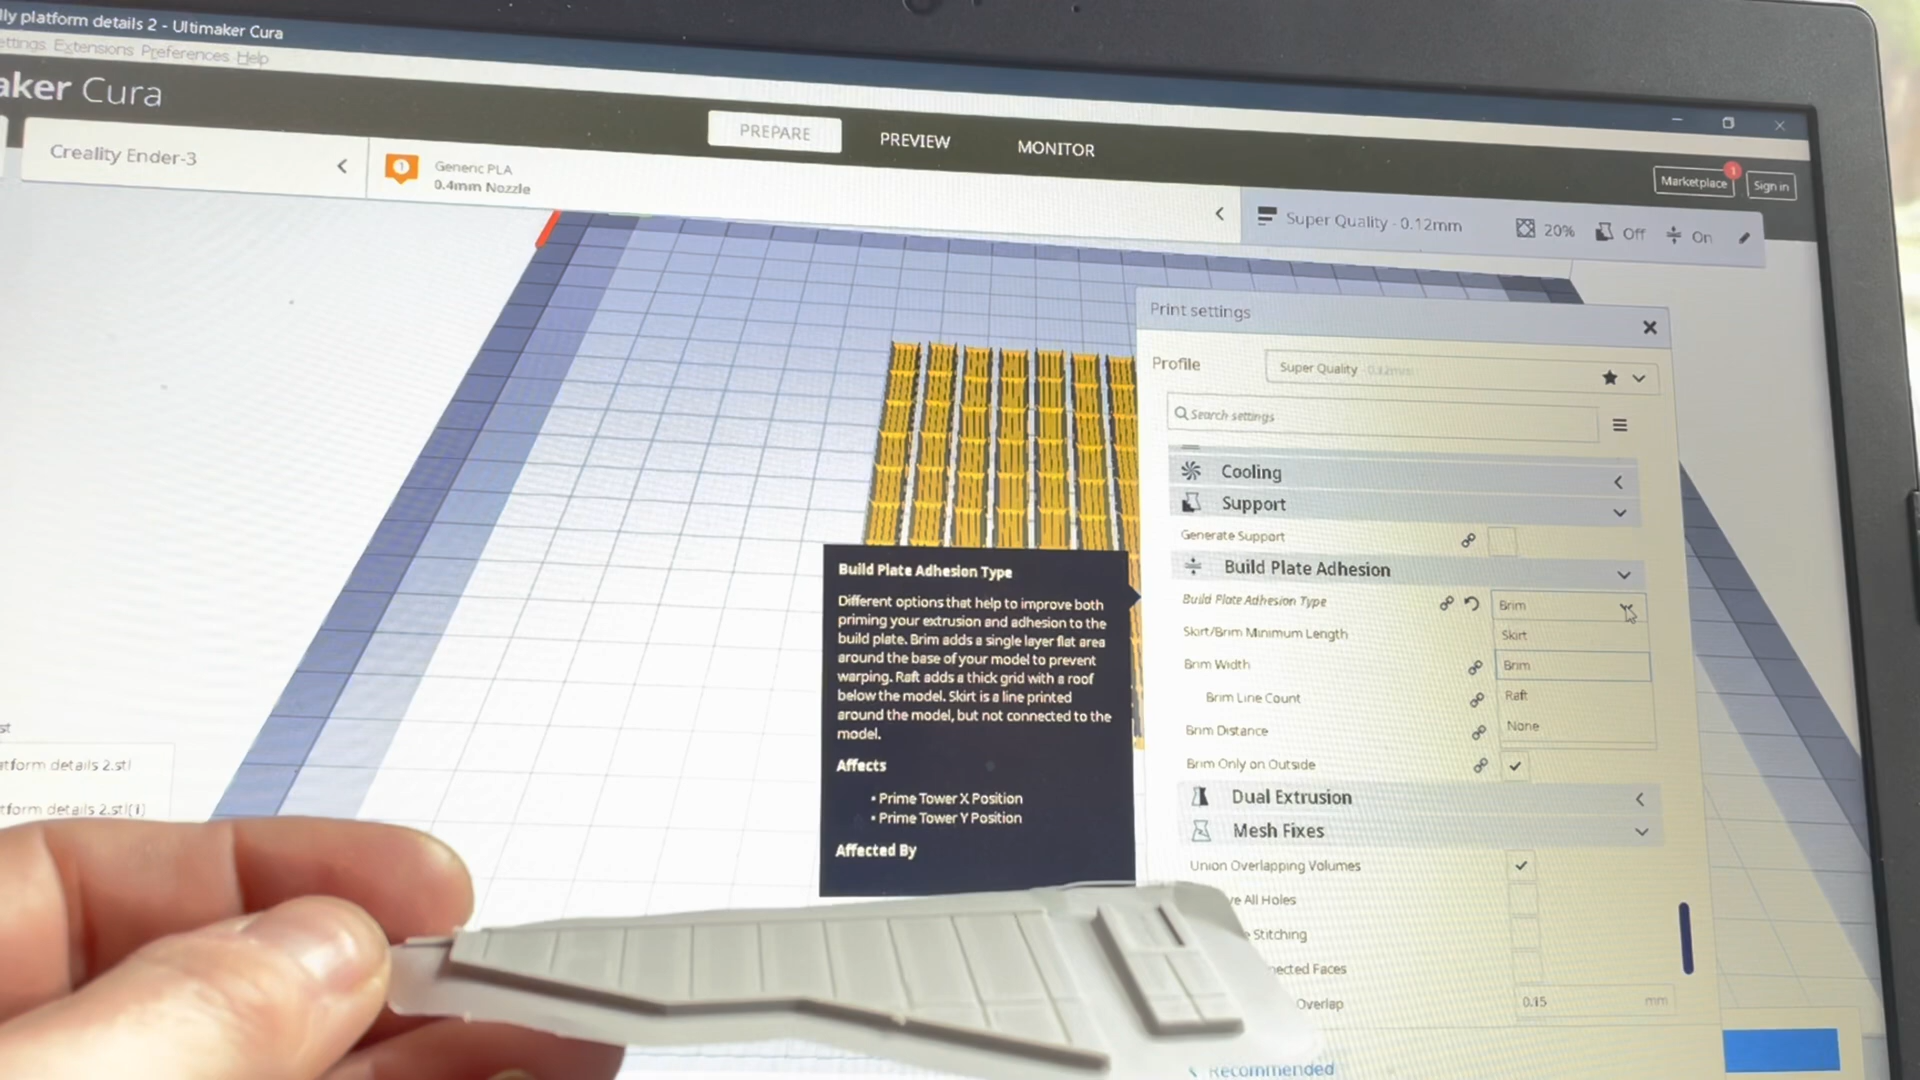 lly platform details 2 - Ultimaker Cura
ettings Extensions Preferences Help
aker Cura
PREPARE
PREVIEW
MONITOR
Marketplace
1
Sign in
Creality Ender-3
1
Generic PLA
0.4mm Nozzle
Super Quality - 0.12mm
20%
Off
On
Print settings
Profile
Super Quality - 0.12mm
Search settings
Cooling
Support
Generate Support
Build Plate Adhesion
Build Plate Adhesion Type
Brim
Skirt/Brim Minimum Length
Skirt
Brim Width
Brim
Brim Line Count
Raft
Brim Distance
None
Brim Only on Outside
Dual Extrusion
Mesh Fixes
Union Overlapping Volumes
ve All Holes
e Stitching
nected Faces
Overlap
0.15 mm
Recommended
Build Plate Adhesion Type
Different options that help to improve both
priming your extrusion and adhesion to the
build plate. Brim adds a single layer flat area
around the base of your model to prevent
warping. Raft adds a thick grid with a roof
below the model. Skirt is a line printed
around the model, but not connected to the
model.
Affects
• Prime Tower X Position
• Prime Tower Y Position
Affected By
st
atform details 2.stl
tform details 2.stl(1)